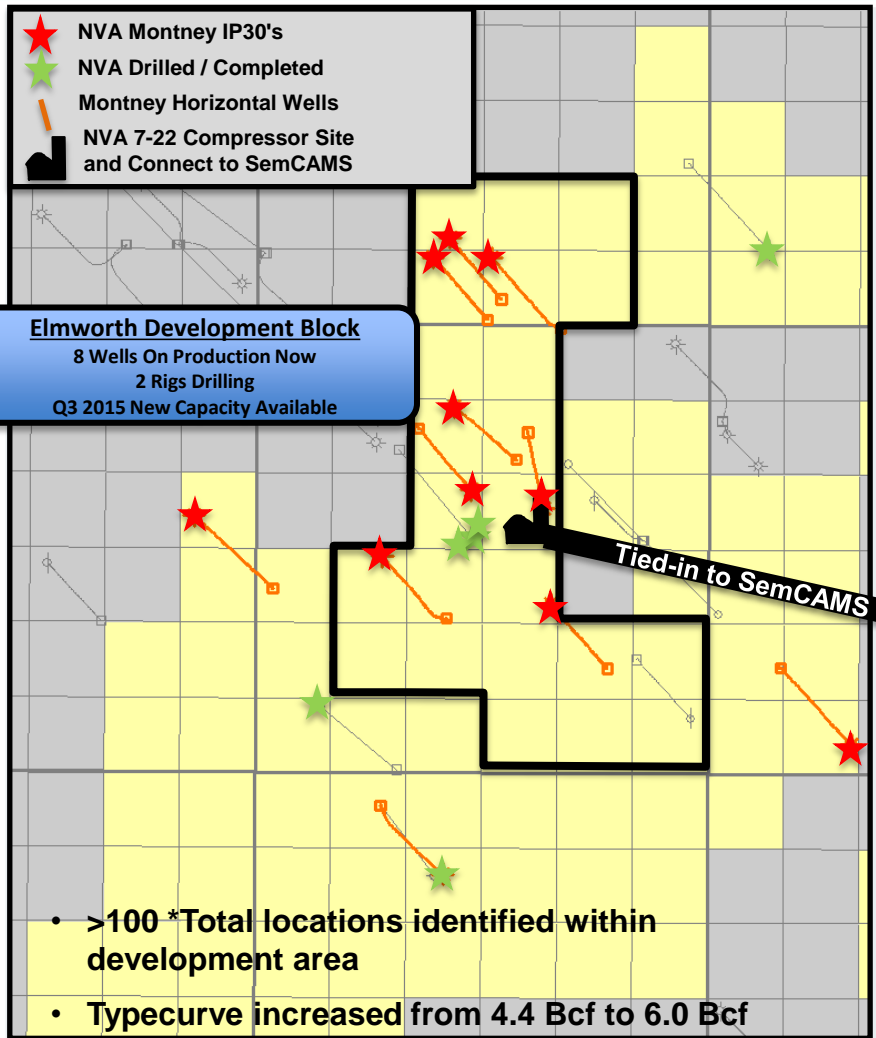 NVA Montney IP30's
NVA Drilled / Completed
Montney Horizontal Wells
NVA 7-22 Compressor Site
and Connect to SemCAMS
Elmworth Development Block
8 Wells On Production Now
2 Rigs Drilling
Q3 2015 New Capacity Available
Tied-in to SemCAMS
• >100 *Total locations identified within
development area
• Typecurve increased from 4.4 Bcf to 6.0 Bcf